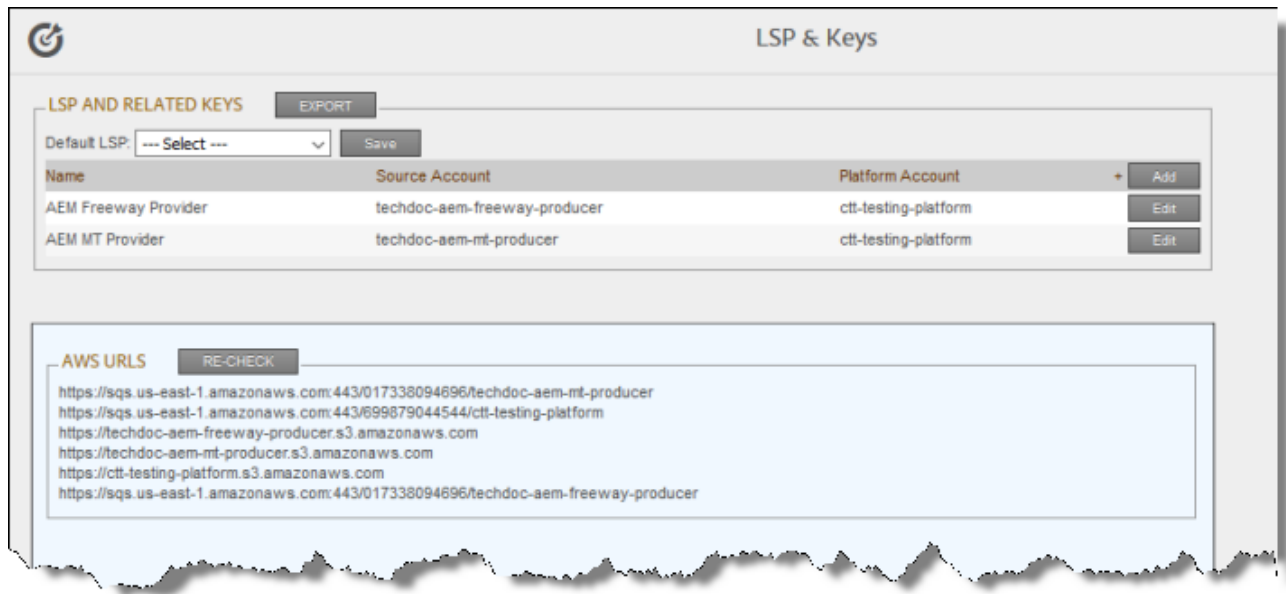 LSP & Keys
LSP AND RELATED KEYS EXPORT
Default LSP: --- Select --- Save
Name Source Account Platform Account + Add
AEM Freeway Provider techdoc-aem-freeway-producer ctt-testing-platform Edit
AEM MT Provider techdoc-aem-mt-producer ctt-testing-platform Edit
AWS URLS RE-CHECK
https://sqs.us-east-1.amazonaws.com:443/017338094696/techdoc-aem-mt-producer
https://sqs.us-east-1.amazonaws.com:443/699879044544/ctt-testing-platform
https://techdoc-aem-freeway-producer.s3.amazonaws.com
https://techdoc-aem-mt-producer.s3.amazonaws.com
https://ctt-testing-platform.s3.amazonaws.com
https://sqs.us-east-1.amazonaws.com:443/017338094696/techdoc-aem-freeway-producer